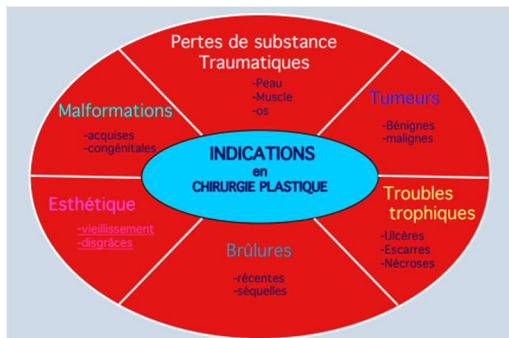 Pertes de substance
Traumatiques
-Peau
-Muscle
-os
Tumeurs
-Bénignes
-malignes
Troubles
trophiques
-Ulcères
-Escarres
-Nécroses
Brûlures
-récentes
-séquelles
Esthétique
-vieillissement
-disgrâces
Malformations
-acquises
-congénitales
INDICATIONS
en
CHIRURGIE PLASTIQUE